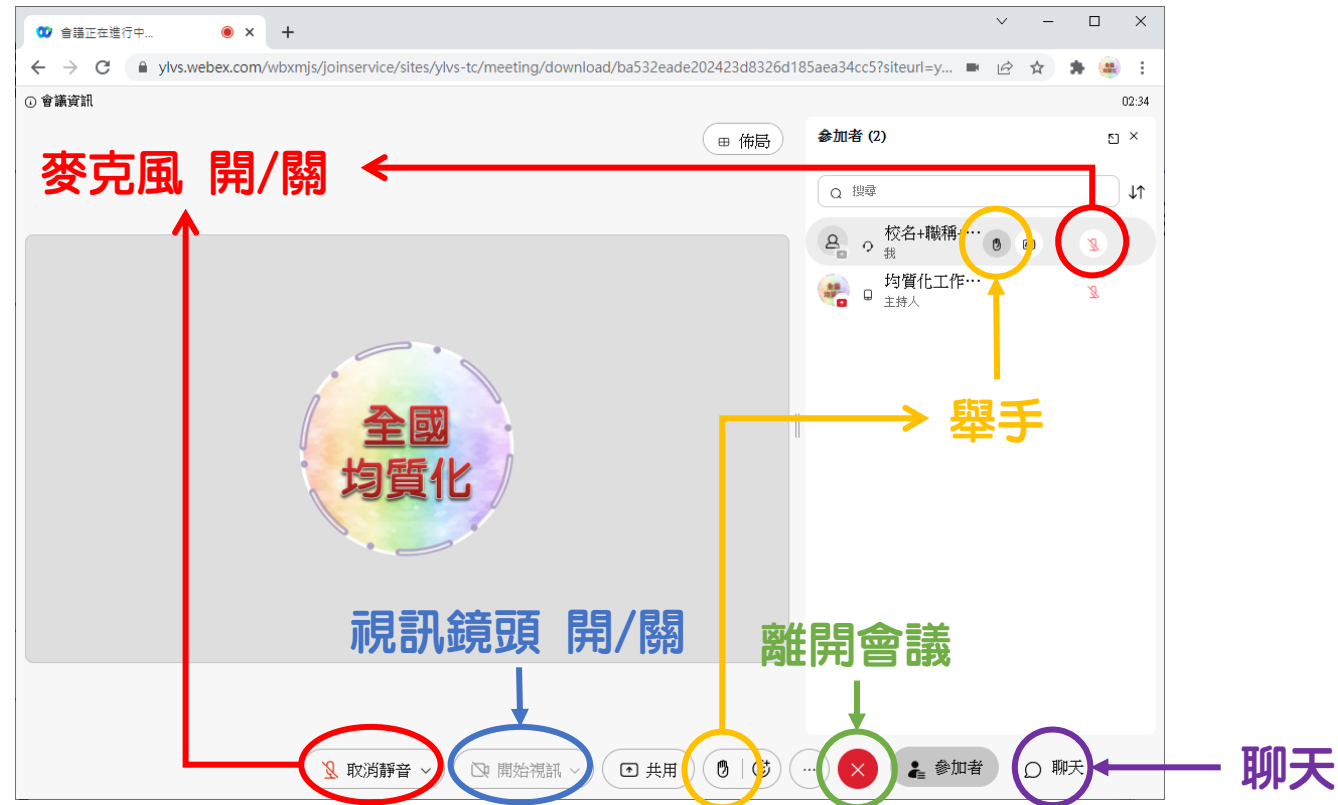 會議正在進行中...
ylvs.webex.com/wbxmjs/joinservice/sites/ylvs-tc/meeting/download/ba532eade202423d8326d185aea34cc5?siteurl=y...
會議資訊
02:34
佈局
參加者 (2)
麥克風 開/關
搜尋
校名+職稱+…
我
均質化工作…
主持人
舉手
全國
均質化
視訊鏡頭 開/關
離開會議
取消靜音
開始視訊
共用
參加者
聊天
聊天